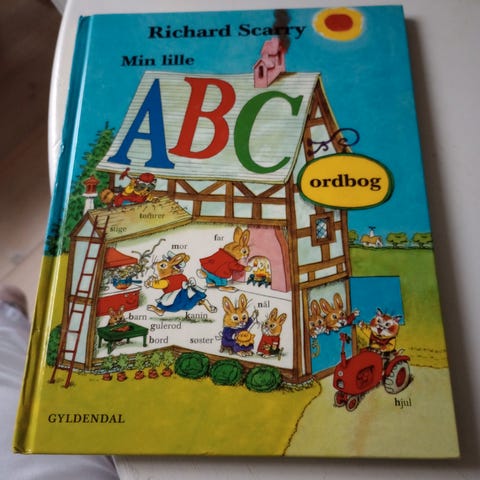 Richard Scarry
Min lille
ABC
ordbog
tømrer
stige
mor
far
barn
gulerod
kanin
nål
bord
søster
hjul
GYLDENDAL